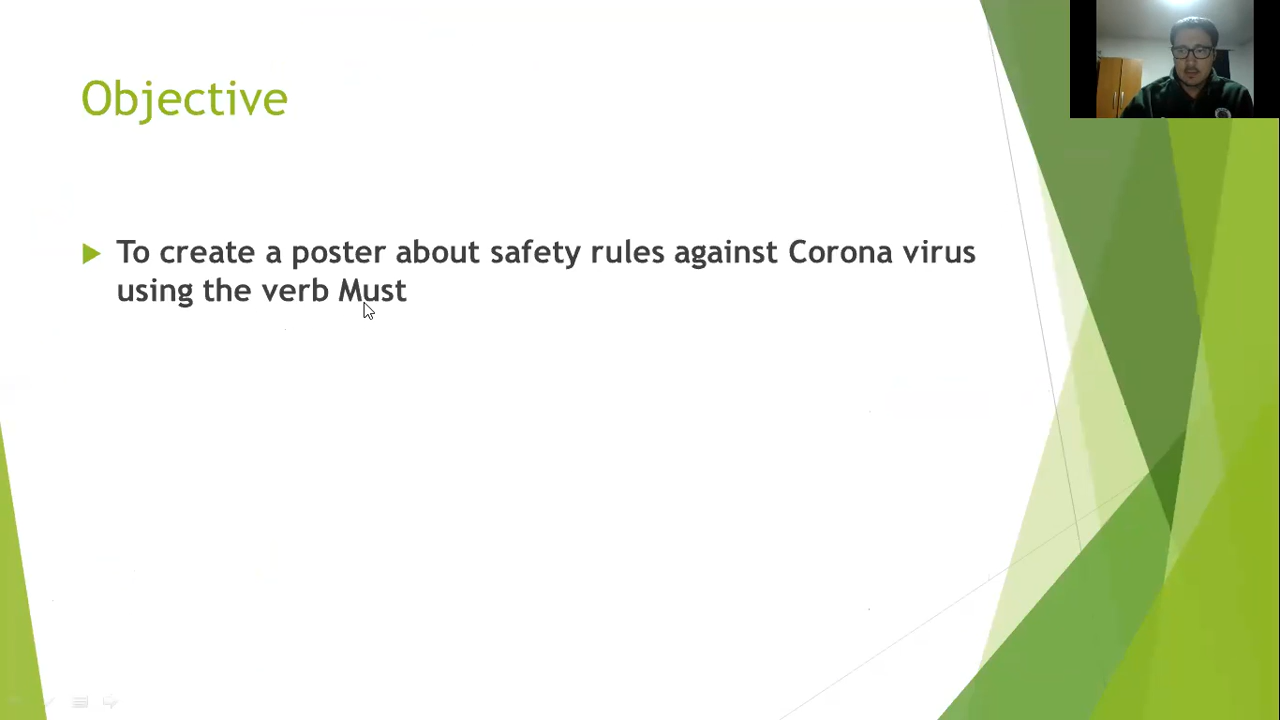 Objective
To create a poster about safety rules against Corona virus
using the verb Must